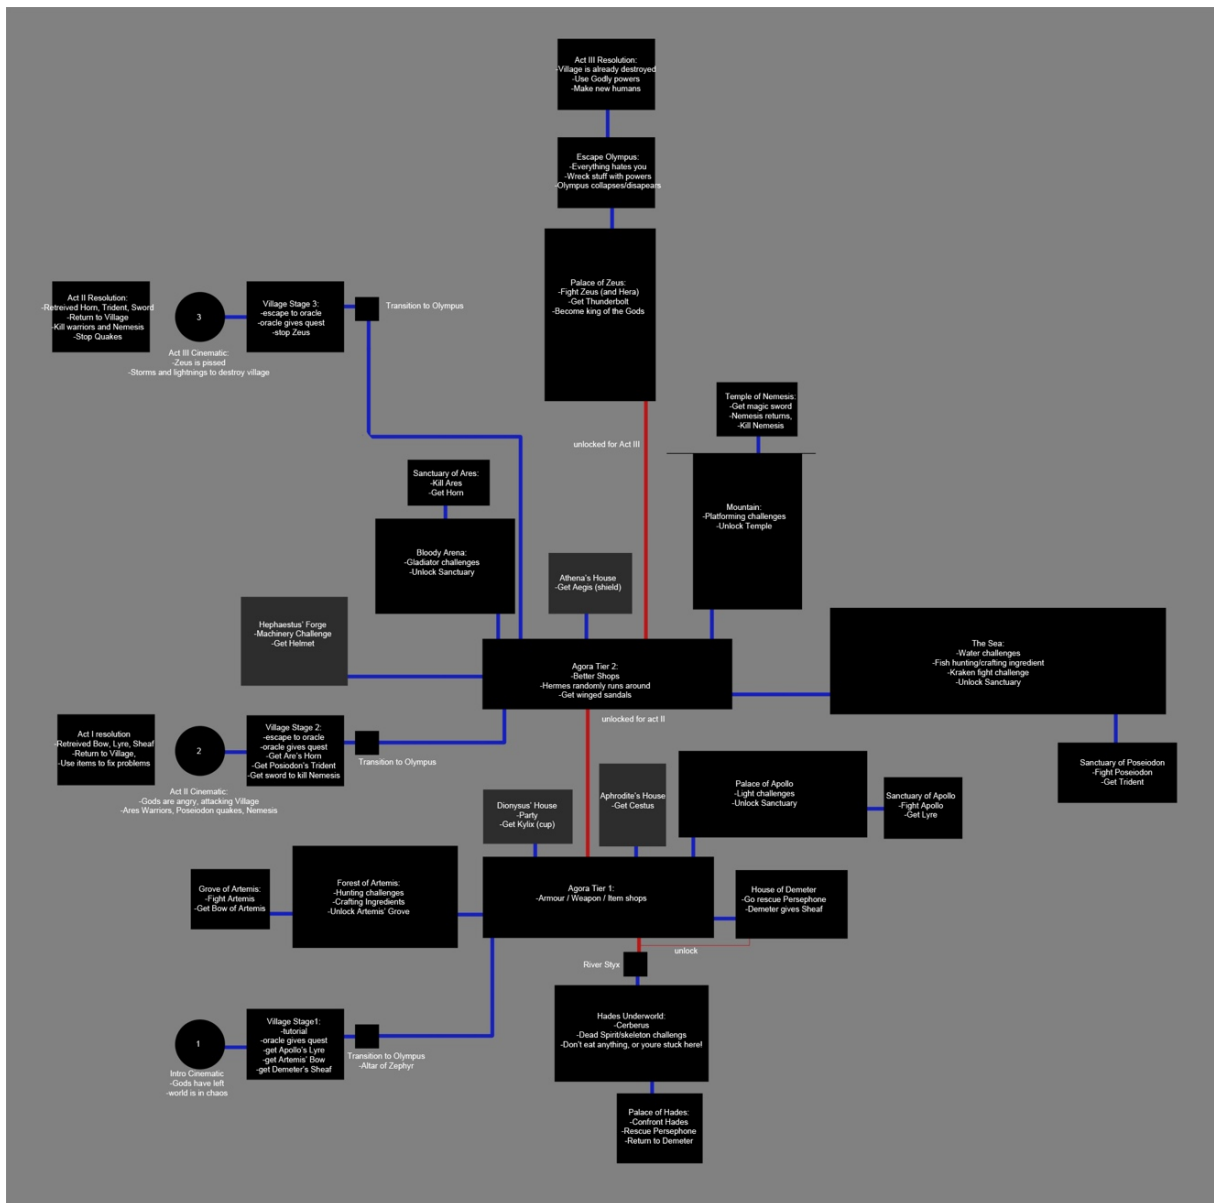 Act III Resolution:
-Village is already destroyed
-Use Godly powers
-Make new humans
Escape Olympus:
-Everything hates you
-Wreck stuff with powers
-Olympus collapses/disapears
Palace of Zeus:
-Fight Zeus (and Hera)
-Get Thunderbolt
-Become king of the Gods
Act II Resolution:
-Retreived Horn, Trident, Sword
-Return to Village
-Kill warriors and Nemesis
-Stop Quakes
3
Act III Cinematic:
-Zeus is pissed
-Storms and lightnings to destroy village
Village Stage 3:
-escape to oracle
-oracle gives quest
-stop Zeus
Transition to Olympus
unlocked for Act III
Temple of Nemesis:
-Get magic sword
-Nemesis returns,
-Kill Nemesis
Mountain:
-Platforming challenges
-Unlock Temple
Sanctuary of Ares:
-Kill Ares
-Get Horn
Bloody Arena:
-Gladiator challenges
-Unlock Sanctuary
Athena's House
-Get Aegis (shield)
Hephaestus' Forge
-Machinery Challenge
-Get Helmet
Agora Tier 2:
-Better Shops
-Hermes randomly runs around
-Get winged sandals
The Sea:
-Water challenges
-Fish hunting/crafting ingredient
-Kraken fight challenge
-Unlock Sanctuary
Sanctuary of Poseiodon
-Fight Poseiodon
-Get Trident
unlocked for act II
Act I resolution
-Retreived Bow, Lyre, Sheaf
-Return to Village,
-Use items to fix problems
2
Act II Cinematic:
-Gods are angry, attacking Village
-Ares Warriors, Poseiodon quakes, Nemesis
Village Stage 2:
-escape to oracle
-oracle gives quest
-Get Are's Horn
-Get Posiodon's Trident
-Get sword to kill Nemesis
Transition to Olympus
Dionysus' House
-Party
-Get Kylix (cup)
Aphrodite's House
-Get Cestus
Palace of Apollo
-Light challenges
-Unlock Sanctuary
Sanctuary of Apollo
-Fight Apollo
-Get Lyre
Grove of Artemis:
-Fight Artemis
-Get Bow of Artemis
Forest of Artemis:
-Hunting challenges
-Crafting Ingredients
-Unlock Artemis' Grove
Agora Tier 1:
-Armour / Weapon / Item shops
House of Demeter
-Go rescue Persephone
-Demeter gives Sheaf
unlock
River Styx
Hades Underworld:
-Cerberus
-Dead Spirit/skeleton challengs
-Don't eat anything, or youre stuck here!
Palace of Hades:
-Confront Hades
-Rescue Persephone
-Return to Demeter
1
Intro Cinematic
-Gods have left
-world is in chaos
Village Stage1:
-tutorial
-oracle gives quest
-get Apollo's Lyre
-get Artemis' Bow
-get Demeter's Sheaf
Transition to Olympus
-Altar of Zephyr